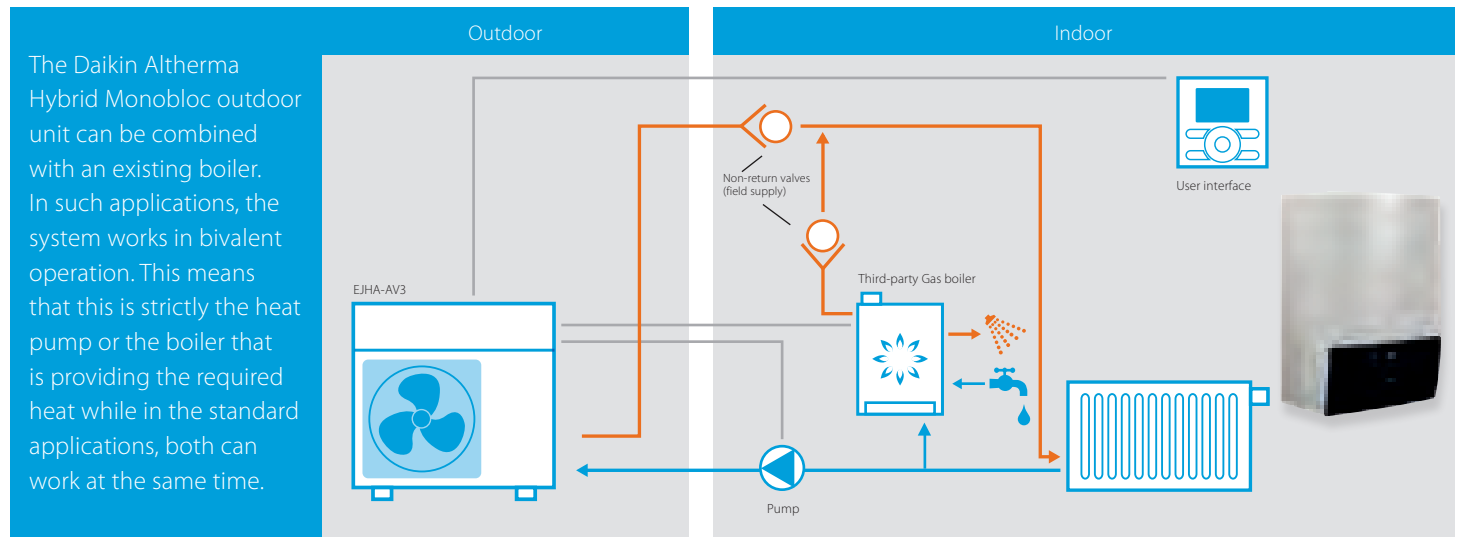 The Daikin Altherma
Hybrid Monobloc outdoor
unit can be combined
with an existing boiler.
In such applications, the
system works in bivalent
operation. This means
that this is strictly the heat
pump or the boiler that
is providing the required
heat while in the standard
applications, both can
work at the same time.
Outdoor
Indoor
Non-return valves
(field supply)
User interface
Third-party Gas boiler
EJHA-AV3
Pump